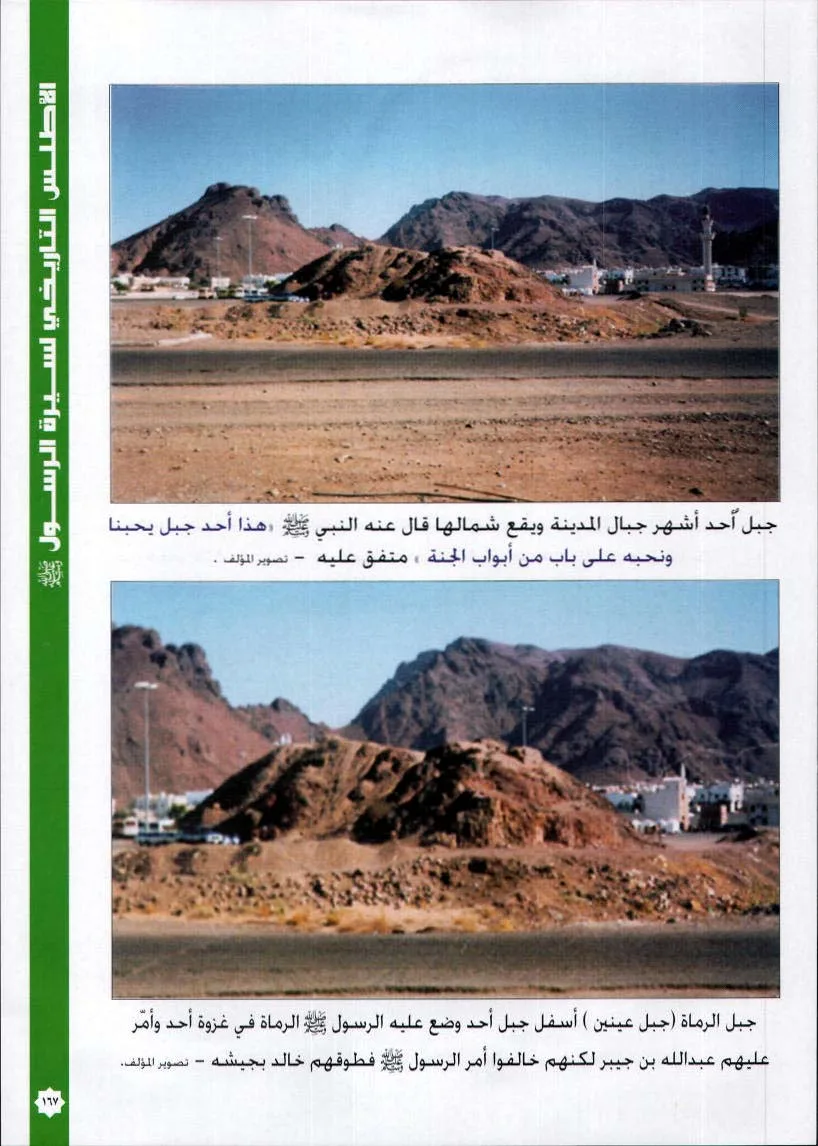 الأطلس التاريخي لسيرة الرسول ﷺ
جبل أُحد أشهر جبال المدينة ويقع شمالها قال عنه النبي ﷺ «هذا أحد جبل يحبنا
ونحبه على باب من أبواب الجنة» متفق عليه – تصوير المؤلف.
جبل الرماة (جبل عينين) أسفل جبل أحد وضع عليه الرسول ﷺ الرماة في غزوة أحد وأمّر
عليهم عبدالله بن جيبر لكنهم خالفوا أمر الرسول ﷺ فطوقهم خالد بجيشه – تصوير المؤلف.
١٦٧